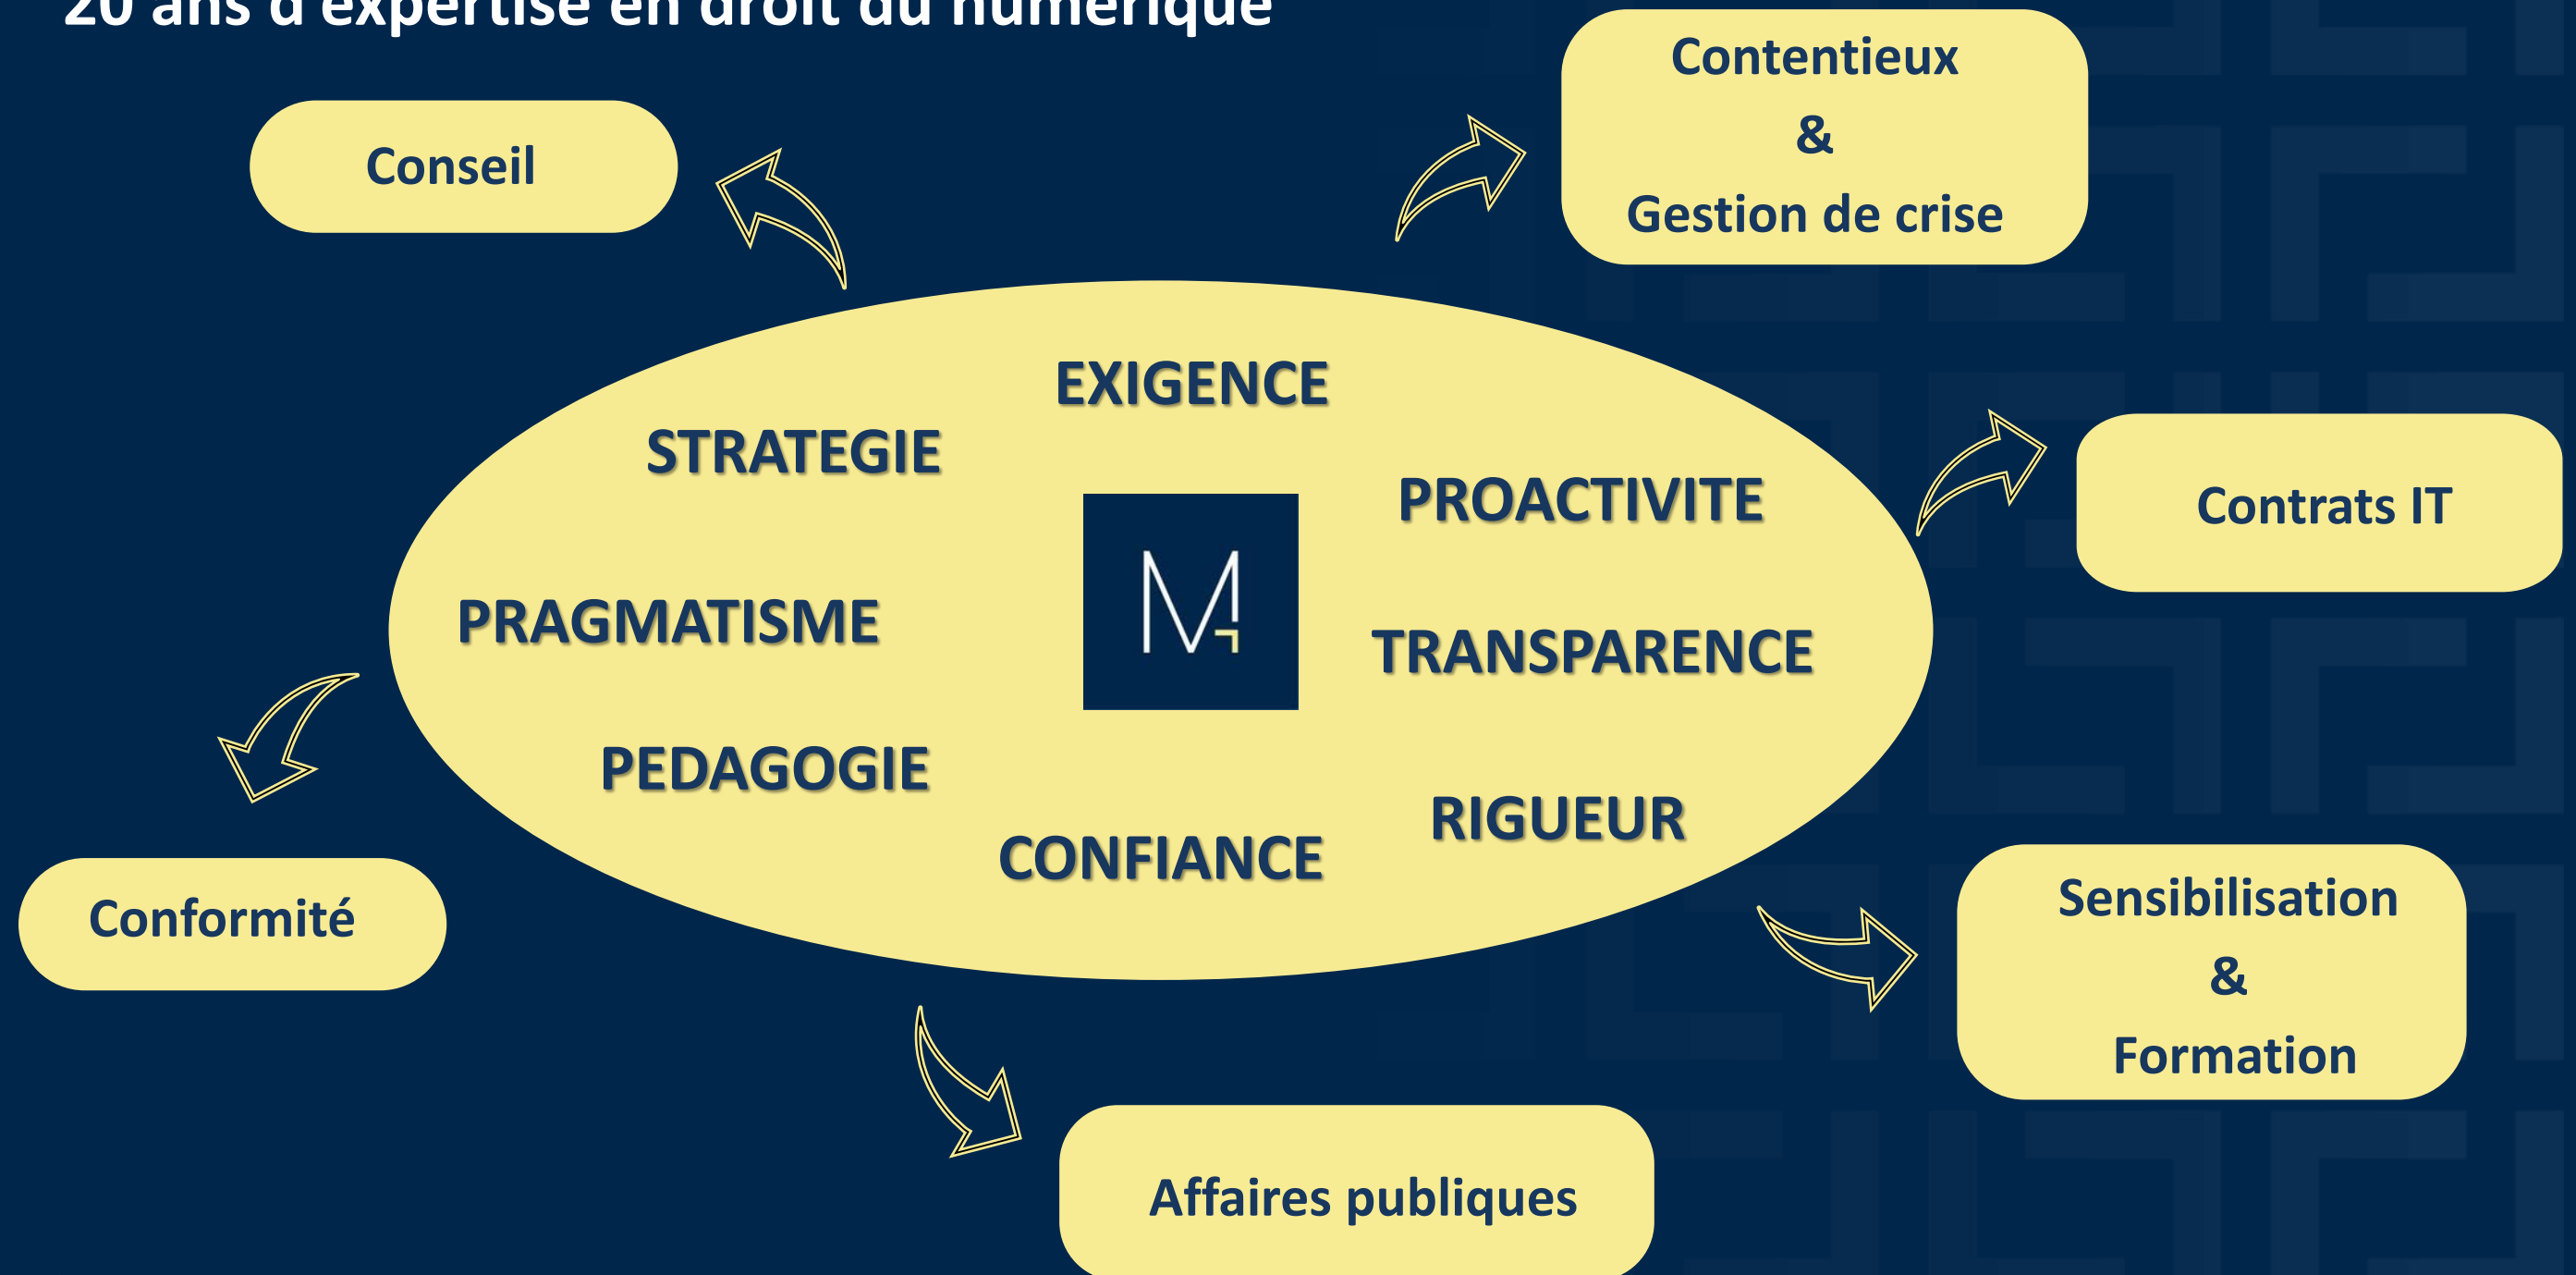 20 ans d'expertise en droit du numérique
Contentieux
&
Gestion de crise
Conseil
EXIGENCE
STRATEGIE
PROACTIVITE
Contrats IT
M
PRAGMATISME
TRANSPARENCE
PEDAGOGIE
RIGUEUR
CONFIANCE
Conformité
Sensibilisation
&
Formation
Affaires publiques